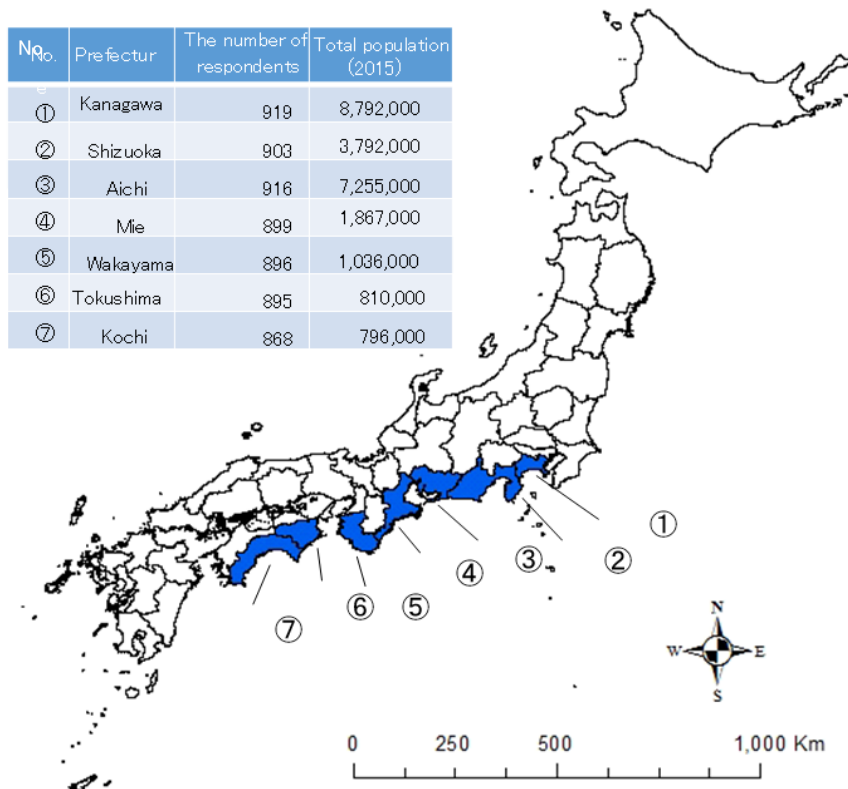 No. No. Prefectur e The number of respondents Total population (2015)
① Kanagawa 919 8,792,000
② Shizuoka 903 3,792,000
③ Aichi 916 7,255,000
④ Mie 899 1,867,000
⑤ Wakayama 896 1,036,000
⑥ Tokushima 895 810,000
⑦ Kochi 868 796,000
①
②
③
④
⑤
⑥
⑦
N
W E
S
0 250 500 1,000 Km